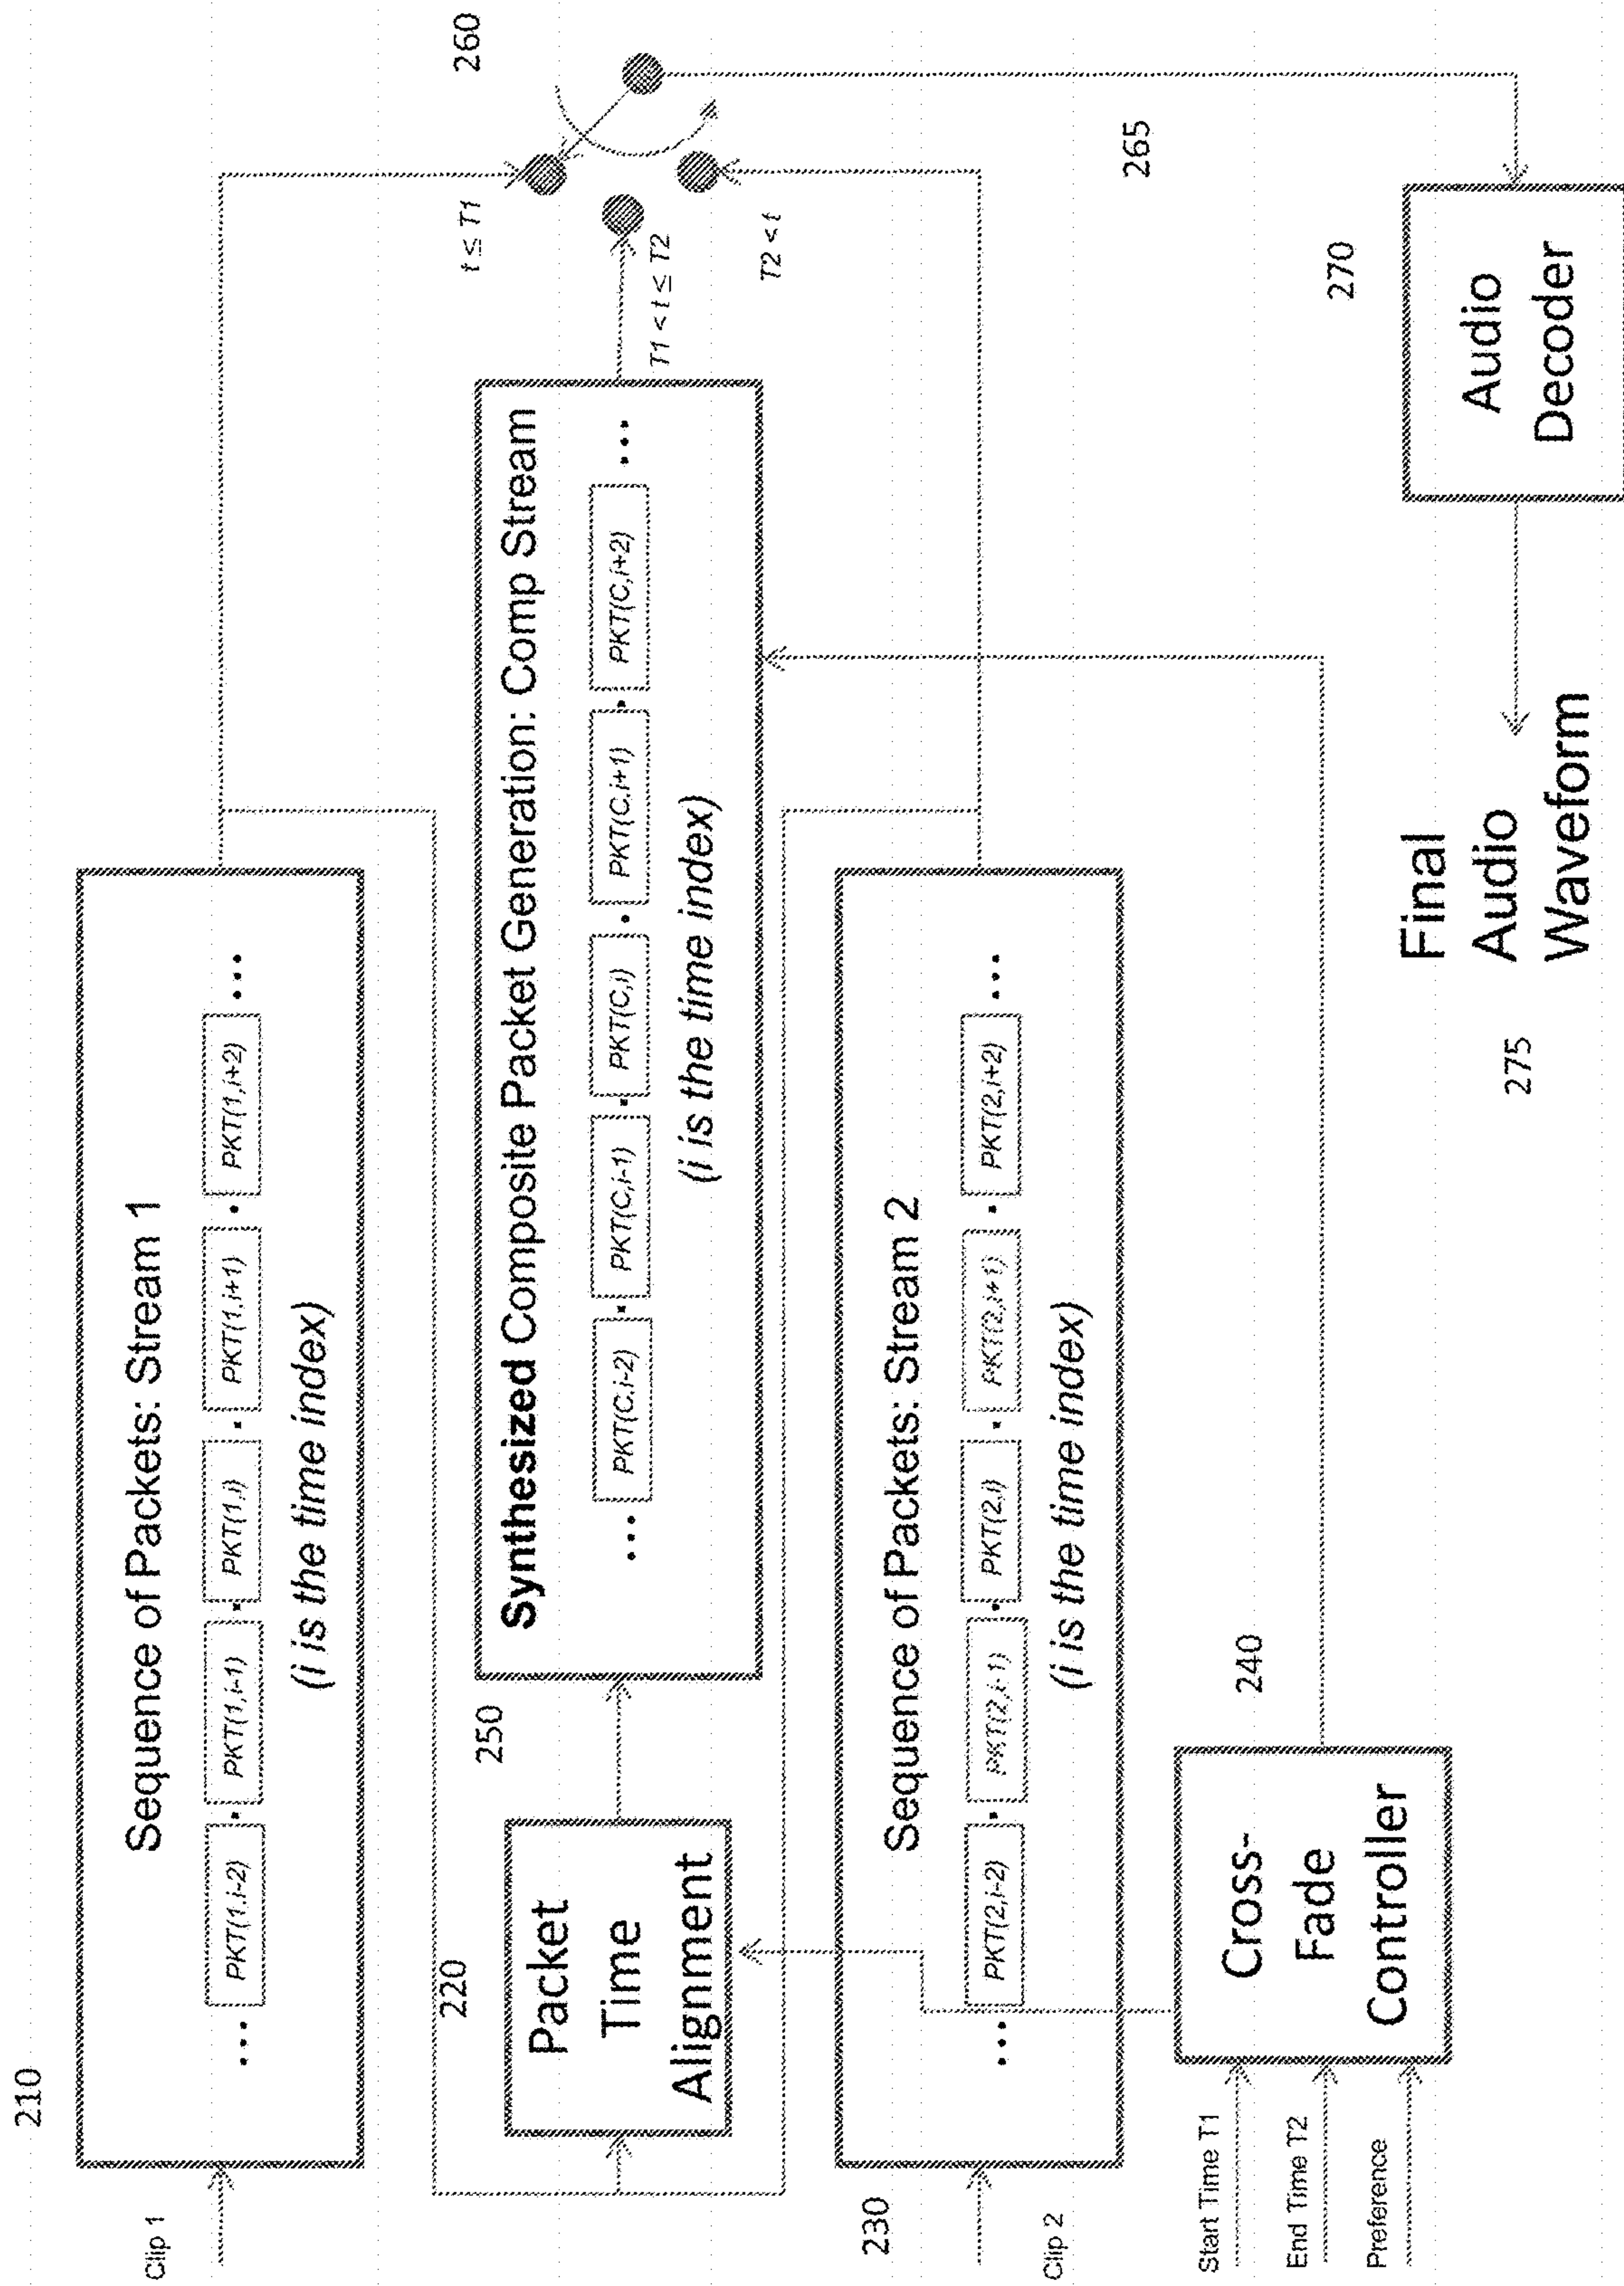 210
Clip 1
Sequence of Packets: Stream 1
... PKT(1,i-2) . PKT(1,i-1) . PKT(1,i) . PKT(1,i+1) . PKT(1,i+2) ...
(i is the time index)
t ≤ T1
260
220
Packet
Time
Alignment
250
Synthesized Composite Packet Generation: Comp Stream
... PKT(C,i-2) . PKT(C,i-1) . PKT(C,i) . PKT(C,i+1) . PKT(C,i+2) ...
(i is the time index)
T1 < t ≤ T2
T2 < t
230
Clip 2
Sequence of Packets: Stream 2
... PKT(2,i-2) . PKT(2,i-1) . PKT(2,i) . PKT(2,i+1) . PKT(2,i+2) ...
(i is the time index)
265
Start Time T1
End Time T2
Preference
240
Cross-
Fade
Controller
275
Final
Audio
Waveform
270
Audio
Decoder